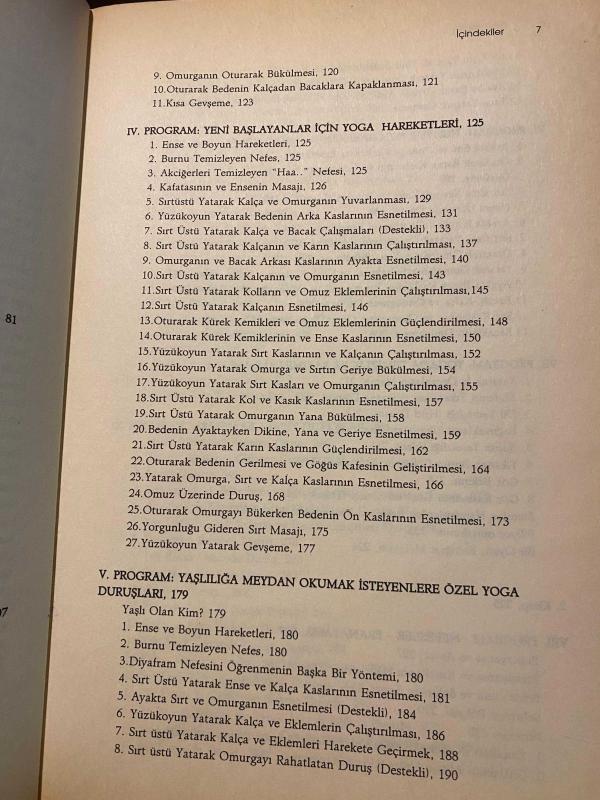 İçindekiler 7
9. Omurganın Oturarak Bükülmesi, 120
10.Oturarak Bedenin Kalçadan Bacaklara Kapaklanması, 121
11.Kısa Gevşeme, 123
IV. PROGRAM: YENİ BAŞLAYANLAR İÇİN YOGA HAREKETLERİ, 125
1. Ense ve Boyun Hareketleri, 125
2. Burnu Temizleyen Nefes, 125
3. Akciğerleri Temizleyen "Haa.." Nefesi, 125
4. Kafatasının ve Ensenin Masajı, 126
5. Sırtüstü Yatarak Kalça ve Omurganın Yuvarlanması, 129
6. Yüzükoyun Yatarak Bedenin Arka Kaslarının Esnetilmesi, 131
7. Sırt Üstü Yatarak Kalça ve Bacak Çalışmaları (Destekli), 133
8. Sırt Üstü Yatarak Kalçanın ve Karın Kaslarının Çalıştırılması, 137
9. Omurganın ve Bacak Arkası Kaslarının Ayakta Esnetilmesi, 140
10.Sırt Üstü Yatarak Kalçanın ve Omurganın Esnetilmesi, 143
11.Sırt Üstü Yatarak Kolların ve Omuz Eklemlerinin Çalıştırılması,145
12.Sırt Üstü Yatarak Kalçanın Esnetilmesi, 146
13.Oturarak Kürek Kemikleri ve Omuz Eklemlerinin Güçlendirilmesi, 148
14.Oturarak Kürek Kemiklerinin ve Ense Kaslarının Esnetilmesi, 150
15.Yüzükoyun Yatarak Sırt Kaslarının ve Kalçanın Çalıştırılması, 152
16.Yüzükoyun Yatarak Omurga ve Sırtın Geriye Bükülmesi, 154
17.Yüzükoyun Yatarak Sırt Kasları ve Omurganın Çalıştırılması, 155
18.Sırt Üstü Yatarak Kol ve Kasık Kaslarının Esnetilmesi, 157
19.Sırt Üstü Yatarak Omurganın Yana Bükülmesi, 158
20.Bedenin Ayaktayken Dikine, Yana ve Geriye Esnetilmesi, 159
21.Sırt Üstü Yatarak Karın Kaslarının Güçlendirilmesi, 162
22.Oturarak Bedenin Gerilmesi ve Göğüs Kafesinin Geliştirilmesi, 164
23.Yatarak Omurga, Sırt ve Kalça Kaslarının Esnetilmesi, 166
24.Omuz Üzerinde Duruş, 168
25.Oturarak Omurgayı Bükerken Bedenin Ön Kaslarının Esnetilmesi, 173
26.Yorgunluğu Gideren Sırt Masajı, 175
27.Yüzükoyun Yatarak Gevşeme, 177
V. PROGRAM: YAŞLILIĞA MEYDAN OKUMAK İSTEYENLERE ÖZEL YOGA
DURUŞLARI, 179
Yaşlı Olan Kim? 179
1. Ense ve Boyun Hareketleri, 180
2. Burnu Temizleyen Nefes, 180
3.Diyafram Nefesini Öğrenmenin Başka Bir Yöntemi, 180
4. Sırt Üstü Yatarak Ense ve Kalça Kaslarının Esnetilmesi, 181
5. Ayakta Sırt ve Omurganın Esnetilmesi (Destekli), 184
6. Yüzükoyun Yatarak Kalça ve Eklemlerin Çalıştırılması, 186
7. Sırt üstü Yatarak Kalça ve Eklemleri Harekete Geçirmek, 188
8. Sırt üstü Yatarak Omurgayı Rahatlatan Duruş (Destekli), 190
81